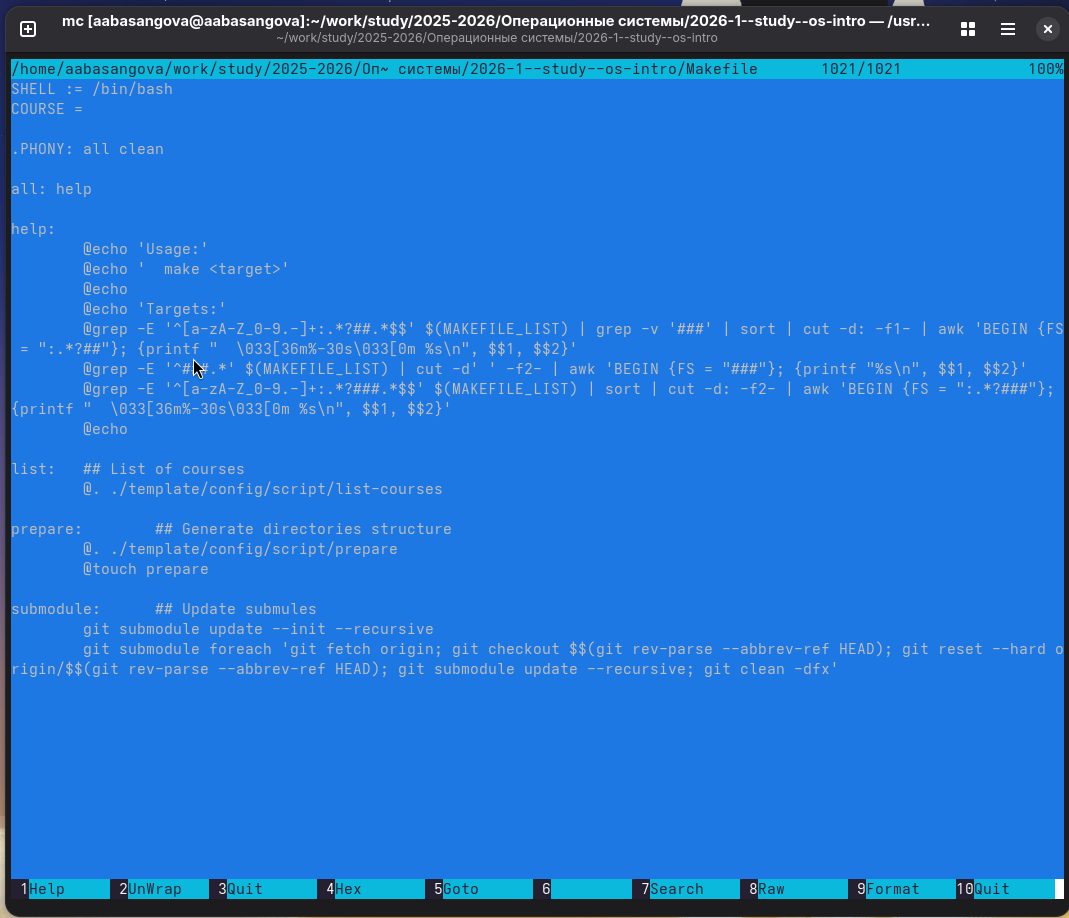 mc [aabasangova@aabasangova]:~/work/study/2025-2026/Операционные системы/2026-1--study--os-intro — /usr...
~/work/study/2025-2026/Операционные системы/2026-1--study--os-intro
/home/aabasangova/work/study/2025-2026/Оп~ системы/2026-1--study--os-intro/Makefile 1021/1021 100%
SHELL := /bin/bash
COURSE =
.PHONY: all clean
all: help
help:
        @echo 'Usage:'
        @echo '  make <target>'
        @echo
        @echo 'Targets:'
        @grep -E '^[a-zA-Z_0-9.-]+:.*?##.*$$' $(MAKEFILE_LIST) | grep -v '###' | sort | cut -d: -f1- | awk 'BEGIN {FS
 = ":.*?##"}; {printf "  \033[36m%-30s\033[0m %s\n", $$1, $$2}'
        @grep -E '^###.*' $(MAKEFILE_LIST) | cut -d' ' -f2- | awk 'BEGIN {FS = "###"}; {printf "%s\n", $$1, $$2}'
        @grep -E '^[a-zA-Z_0-9.-]+:.*?###.*$$' $(MAKEFILE_LIST) | sort | cut -d: -f2- | awk 'BEGIN {FS = ":.*?###"};
{printf "  \033[36m%-30s\033[0m %s\n", $$1, $$2}'
        @echo
list:   ## List of courses
        @. ./template/config/script/list-courses
prepare:        ## Generate directories structure
        @. ./template/config/script/prepare
        @touch prepare
submodule:      ## Update submules
        git submodule update --init --recursive
        git submodule foreach 'git fetch origin; git checkout $$(git rev-parse --abbrev-ref HEAD); git reset --hard o
rigin/$$(git rev-parse --abbrev-ref HEAD); git submodule update --recursive; git clean -dfx'
1Help 2UnWrap 3Quit 4Hex 5Goto 6 7Search 8Raw 9Format 10Quit